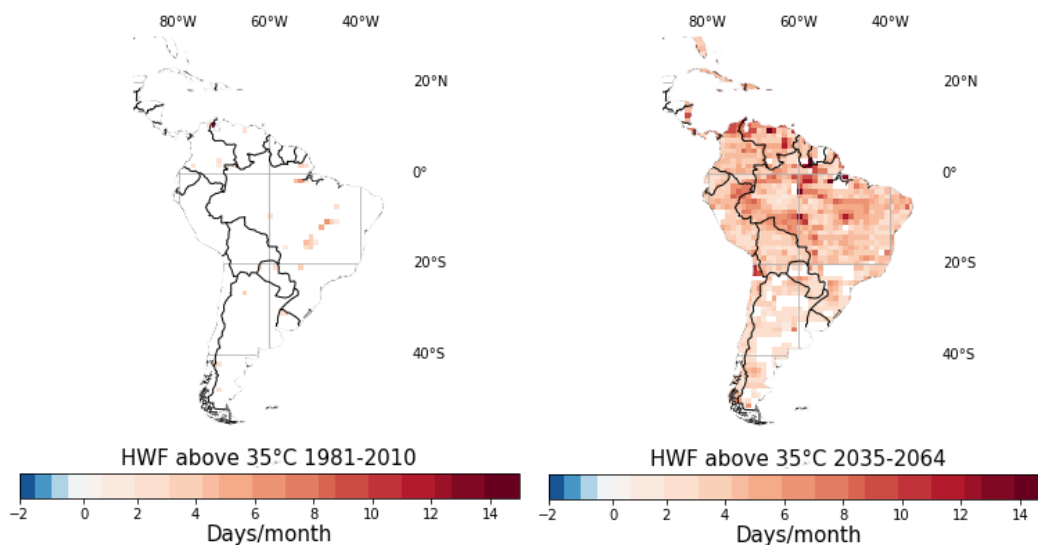 80°W 60°W 40°W 80°W 60°W 40°W
20°N 20°N
0° 0°
20°S 20°S
40°S 40°S
HWF above 35°C 1981-2010 HWF above 35°C 2035-2064
−2 0 2 4 6 8 10 12 14 −2 0 2 4 6 8 10 12 14
Days/month Days/month